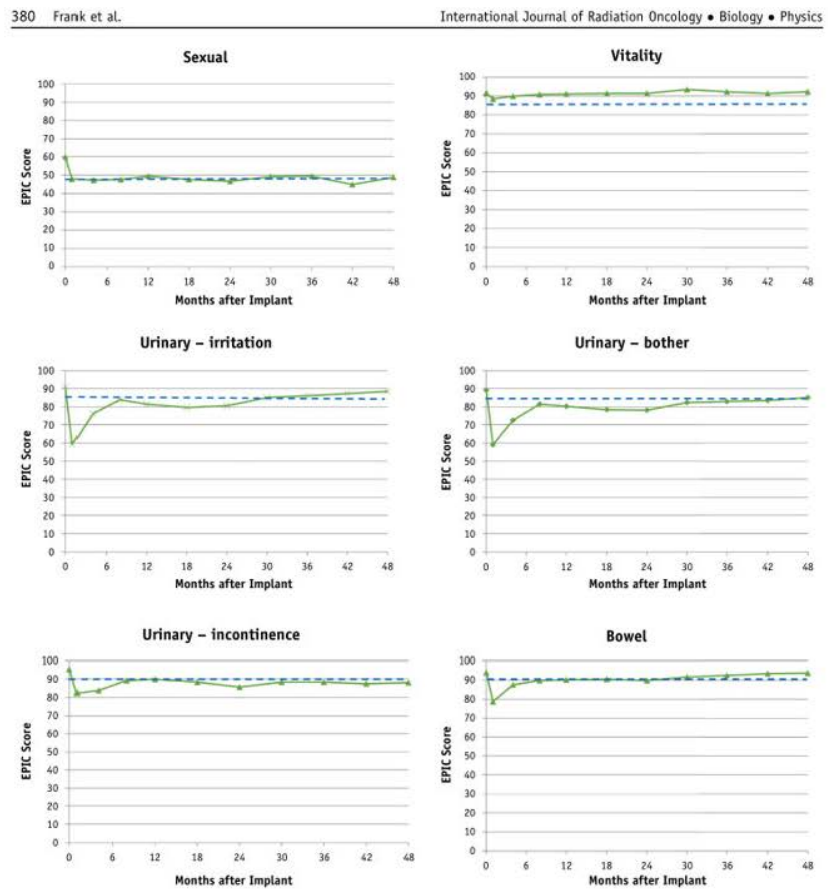 380 Frank et al. International Journal of Radiation Oncology • Biology • Physics
Sexual
100
90
80
70
60
50
40
30
20
10
0
EPIC Score
0 6 12 18 24 30 36 42 48
Months after Implant
Vitality
100
90
80
70
60
50
40
30
20
10
0
EPIC Score
0 6 12 18 24 30 36 42 48
Months after Implant
Urinary – irritation
100
90
80
70
60
50
40
30
20
10
0
EPIC Score
0 6 12 18 24 30 36 42 48
Months after Implant
Urinary – bother
100
90
80
70
60
50
40
30
20
10
0
EPIC Score
0 6 12 18 24 30 36 42 48
Months after Implant
Urinary – incontinence
100
90
80
70
60
50
40
30
20
10
0
EPIC Score
0 6 12 18 24 30 36 42 48
Months after Implant
Bowel
100
90
80
70
60
50
40
30
20
10
0
EPIC Score
0 6 12 18 24 30 36 42 48
Months after Implant